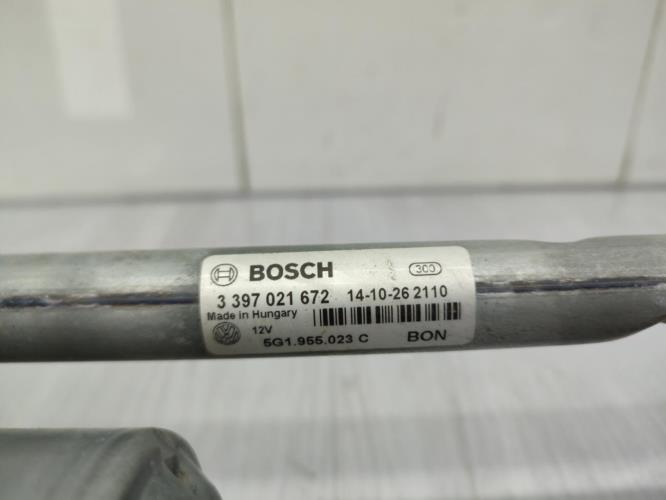 BOSCH 300
3 397 021 672 14-10-26 2110
Made in Hungary
12V
5G1.955.023 C BON